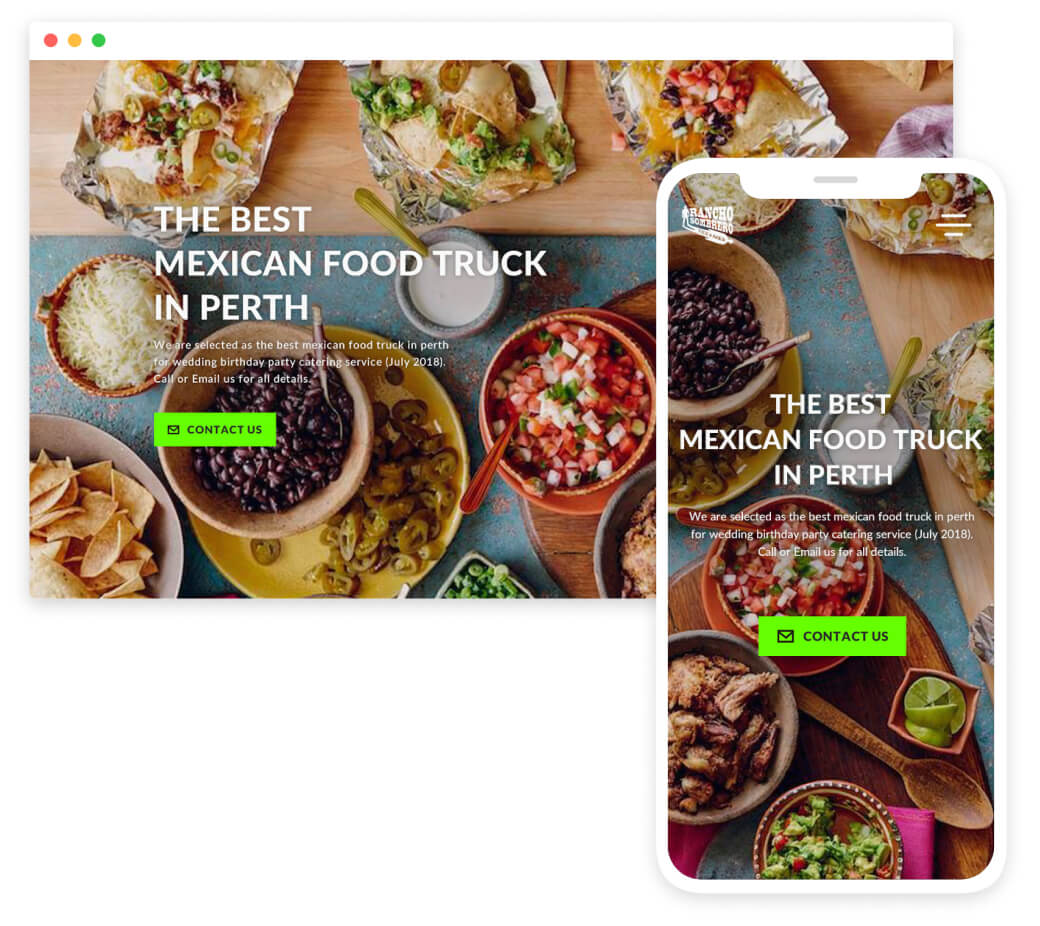 THE BEST
MEXICAN FOOD TRUCK
IN PERTH
We are selected as the best mexican food truck in perth
for wedding birthday party catering service (July 2018).
Call or Email us for all details.
CONTACT US
RANCHO
SOMBRERO
THE BEST
MEXICAN FOOD TRUCK
IN PERTH
We are selected as the best mexican food truck in perth
for wedding birthday party catering service (July 2018).
Call or Email us for all details.
CONTACT US